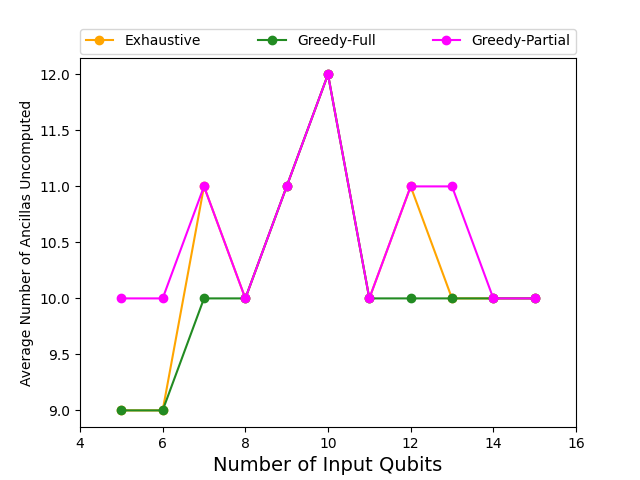 Exhaustive Greedy-Full Greedy-Partial
12.0
11.5
11.0
10.5
10.0
9.5
9.0
Average Number of Ancillas Uncomputed
4 6 8 10 12 14 16
Number of Input Qubits